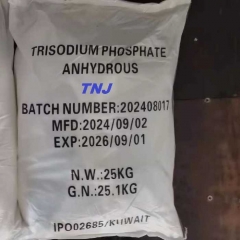 TRISODIUM PHOSPHATE
ANHYDROUS
TNJ
BATCH NUMBER:202408017
MFD:2024/09/02
EXP:2026/09/01
N.W.:25KG
G.N.:25.1KG
IPO02685/KUWAIT